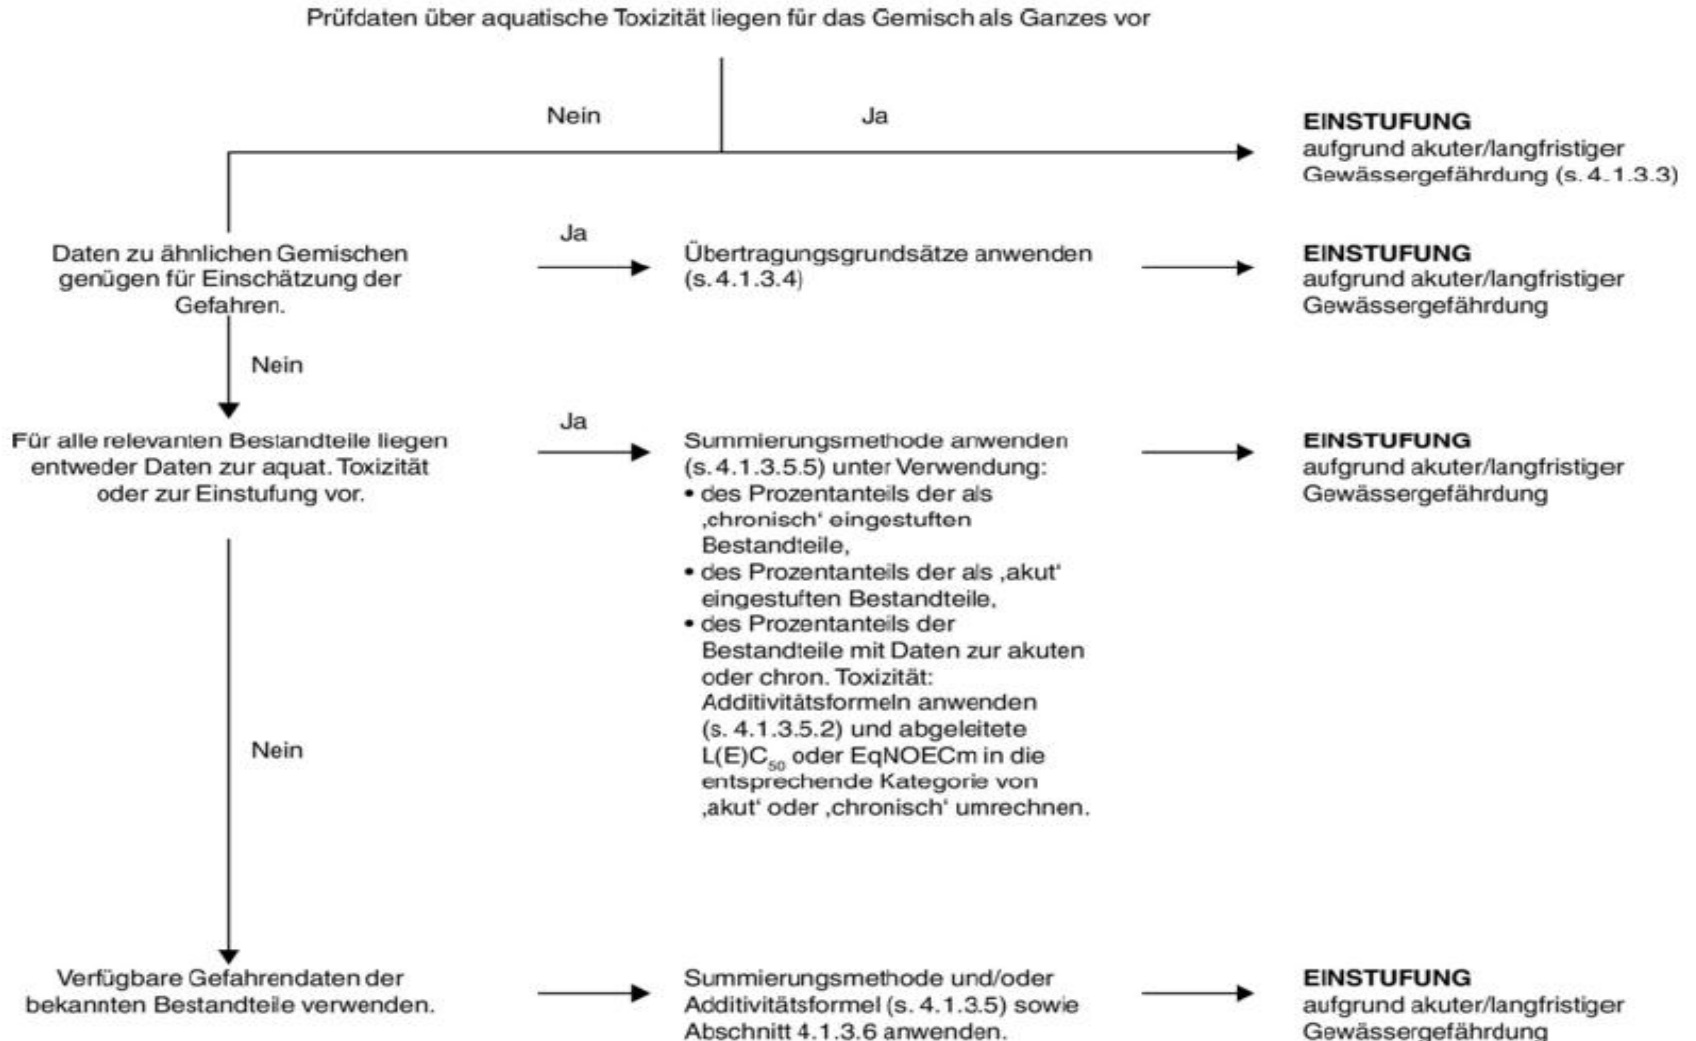 Prüfdaten über aquatische Toxizität liegen für das Gemisch als Ganzes vor
Nein
Ja
EINSTUFUNG
aufgrund akuter/langfristiger
Gewässergefährdung (s. 4.1.3.3)
Daten zu ähnlichen Gemischen
genügen für Einschätzung der
Gefahren.
Ja
Übertragungsgrundsätze anwenden
(s. 4.1.3.4)
EINSTUFUNG
aufgrund akuter/langfristiger
Gewässergefährdung
Nein
Für alle relevanten Bestandteile liegen
entweder Daten zur aquat. Toxizität
oder zur Einstufung vor.
Ja
Summierungsmethode anwenden
(s. 4.1.3.5.5) unter Verwendung:
• des Prozentanteils der als
‚chronisch‘ eingestuften
Bestandteile,
• des Prozentanteils der als ‚akut‘
eingestuften Bestandteile,
• des Prozentanteils der
Bestandteile mit Daten zur akuten
oder chron. Toxizität:
Additivitätsformeln anwenden
(s. 4.1.3.5.2) und abgeleitete
L(E)C₅₀ oder EqNOECm in die
entsprechende Kategorie von
‚akut‘ oder ‚chronisch‘ umrechnen.
EINSTUFUNG
aufgrund akuter/langfristiger
Gewässergefährdung
Nein
Verfügbare Gefahrendaten der
bekannten Bestandteile verwenden.
Summierungsmethode und/oder
Additivitätsformel (s. 4.1.3.5) sowie
Abschnitt 4.1.3.6 anwenden.
EINSTUFUNG
aufgrund akuter/langfristiger
Gewässergefährdung